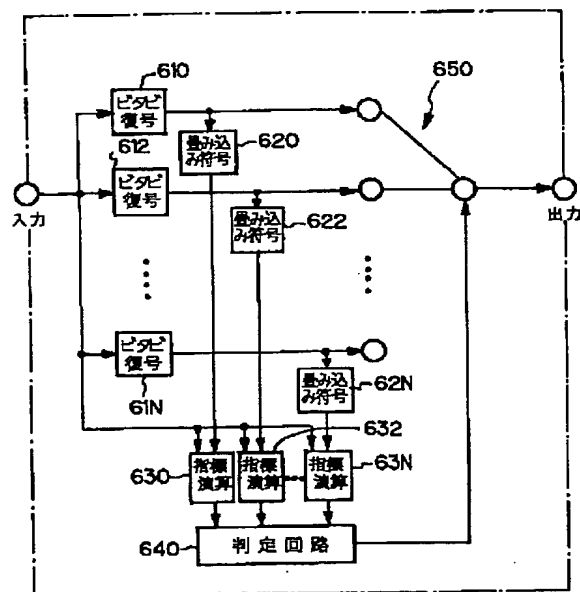 610
ビタビ
復号
650
畳み込
み符号
620
612
ビタビ
復号
入力
出力
畳み込
み符号
622
ビタビ
復号
61N
畳み込
み符号
62N
632
630
指標
演算
指標
演算
指標
演算
63N
640
判定回路